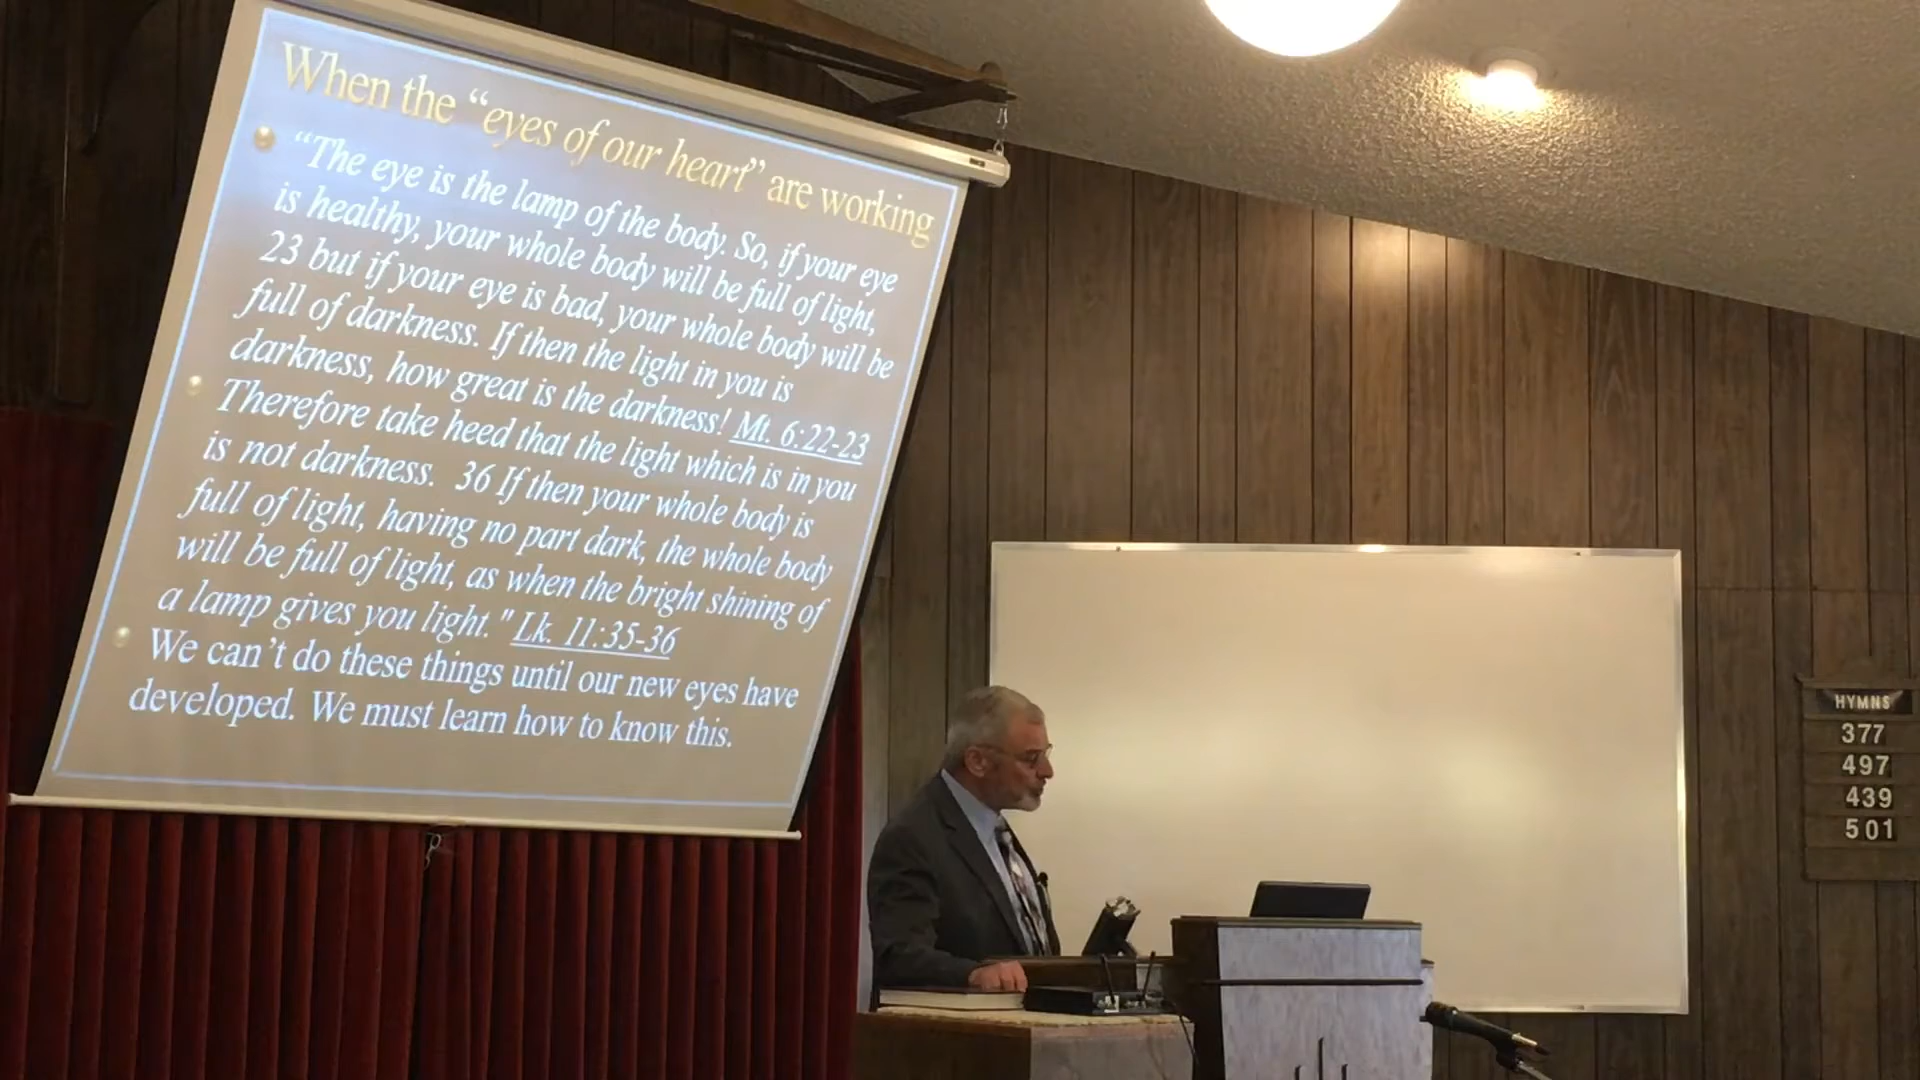 When the “eyes of our heart” are working
“The eye is the lamp of the body. So, if your eye
is healthy, your whole body will be full of light,
23 but if your eye is bad, your whole body will be
full of darkness. If then the light in you is
darkness, how great is the darkness! Mt. 6:22-23
Therefore take heed that the light which is in you
is not darkness. 36 If then your whole body is
full of light, having no part dark, the whole body
will be full of light, as when the bright shining of
a lamp gives you light." Lk. 11:35-36
We can’t do these things until our new eyes have
developed. We must learn how to know this.
HYMNS
377
497
439
501